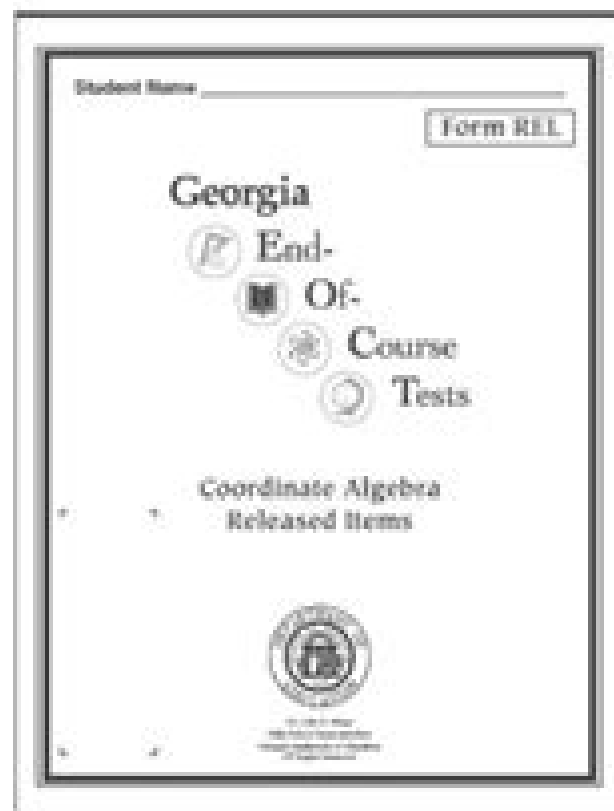 Student Name
Form REL
Georgia
End-
Of-
Course
Tests
Coordinate Algebra
Released Items